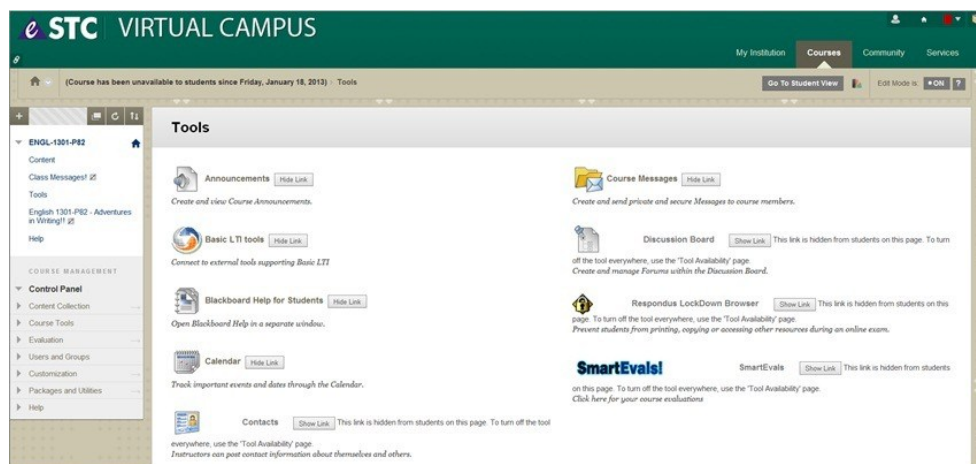 eSTC VIRTUAL CAMPUS
My Institution Courses Community Services
(Course has been unavailable to students since Friday, January 18, 2013) Tools
Go To Student View Edit Mode is: ON ?
ENGL-1301-P82
Content
Class Messages!
Tools
English 1301-P82 - Adventures
in Writing!!
Help
COURSE MANAGEMENT
Control Panel
Content Collection
Course Tools
Evaluation
Users and Groups
Customization
Packages and Utilities
Help
Tools
Announcements Hide Link
Create and view Course Announcements.
Basic LTI tools Hide Link
Connect to external tools supporting Basic LTI
Blackboard Help for Students Hide Link
Open Blackboard Help in a separate window.
Calendar Hide Link
Track important events and dates through the Calendar.
Contacts Show Link This link is hidden from students on this page. To turn off the tool
everywhere, use the 'Tool Availability' page.
Instructors can post contact information about themselves and others.
Course Messages Hide Link
Create and send private and secure Messages to course members.
Discussion Board Show Link This link is hidden from students on this page. To turn
off the tool everywhere, use the 'Tool Availability' page.
Create and manage Forums within the Discussion Board.
Respondus LockDown Browser Show Link This link is hidden from students on this
page. To turn off the tool everywhere, use the 'Tool Availability' page.
Prevent students from printing, copying or accessing other resources during an online exam.
SmartEvals! SmartEvals Show Link This link is hidden from students
on this page. To turn off the tool everywhere, use the 'Tool Availability' page.
Click here for your course evaluations